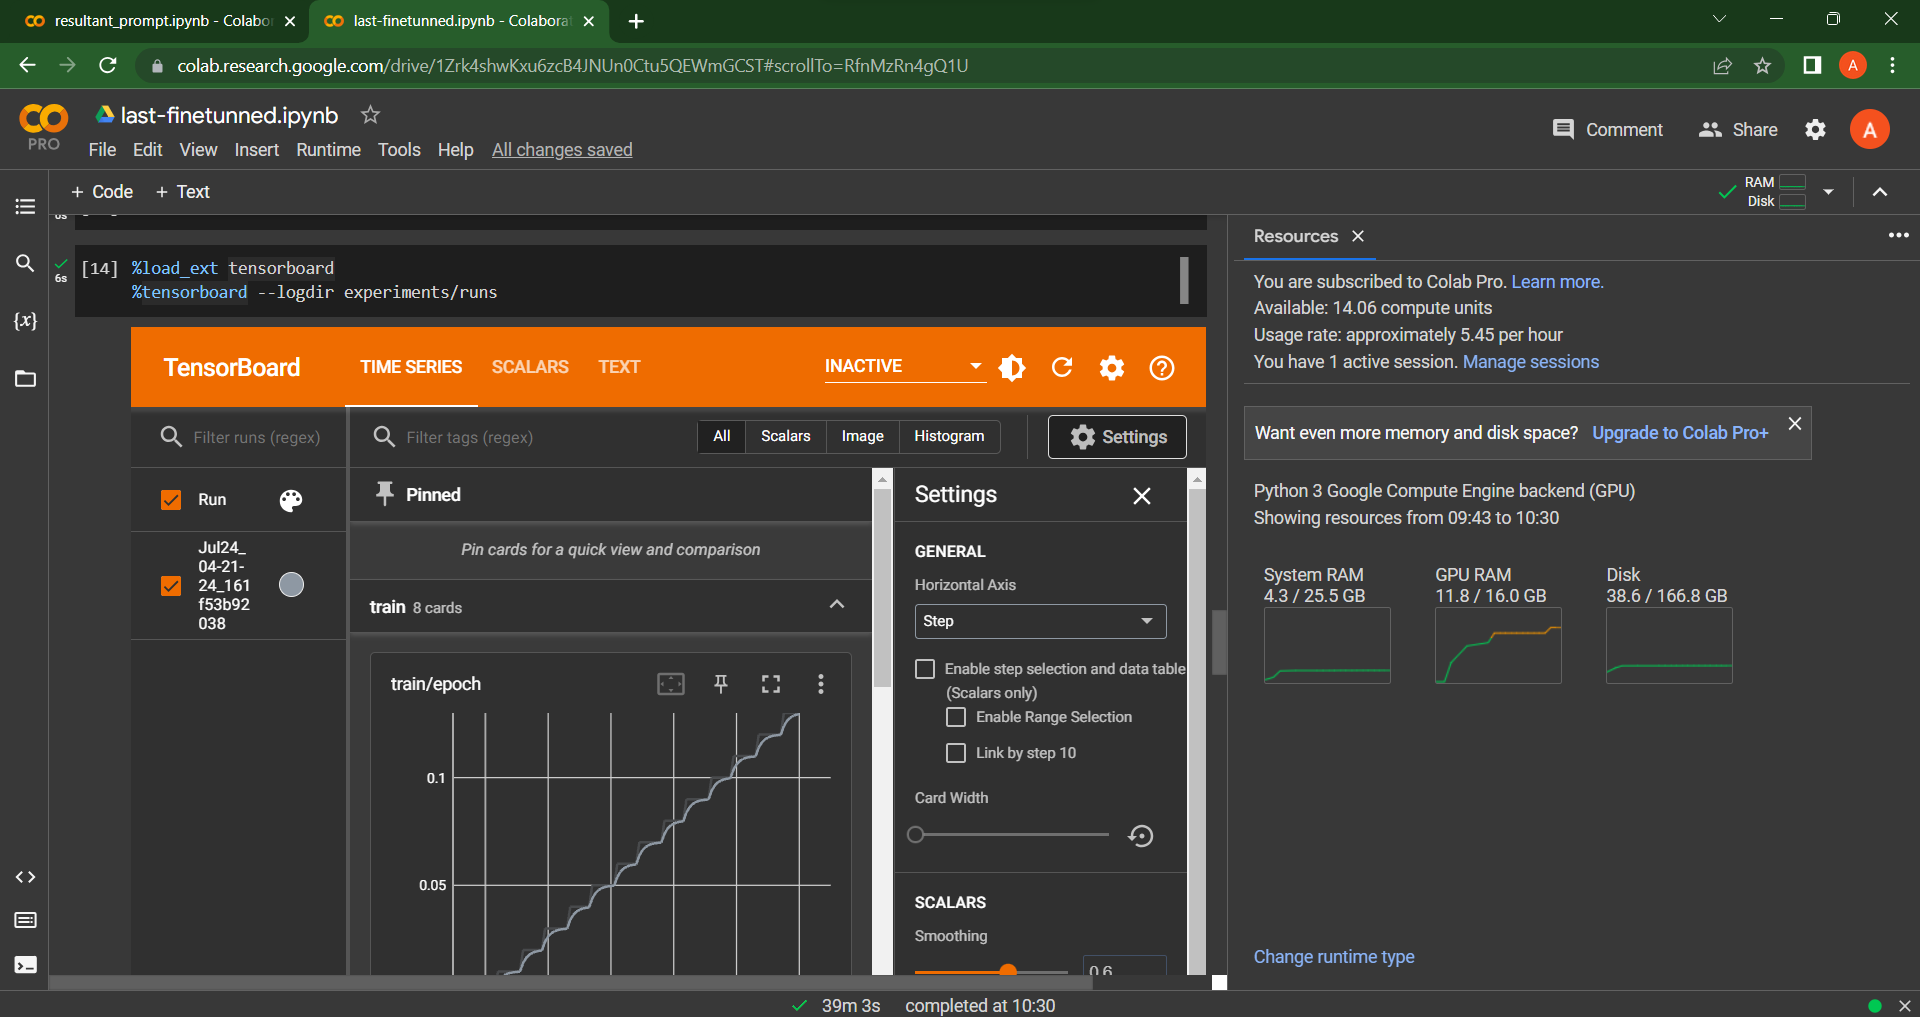 resultant_prompt.ipynb - Colabo
last-finetunned.ipynb - Colaborat
colab.research.google.com/drive/1Zrk4shwKxu6zcB4JNUn0Ctu5QEWmGCST#scrollTo=RfnMzRn4gQ1U
A
PRO
last-finetunned.ipynb
File Edit View Insert Runtime Tools Help All changes saved
Comment
Share
A
+ Code + Text
RAM
Disk
0s
6s
[14] %load_ext tensorboard
%tensorboard --logdir experiments/runs
{x}
TensorBoard
TIME SERIES SCALARS TEXT
INACTIVE
Filter runs (regex)
Filter tags (regex)
All Scalars Image Histogram
Settings
Run
Jul24_
04-21-
24_161
f53b92
038
Pinned
Pin cards for a quick view and comparison
train 8 cards
train/epoch
0.1
0.05
Settings
GENERAL
Horizontal Axis
Step
Enable step selection and data table
(Scalars only)
Enable Range Selection
Link by step 10
Card Width
SCALARS
Smoothing
0.6
Resources
You are subscribed to Colab Pro. Learn more.
Available: 14.06 compute units
Usage rate: approximately 5.45 per hour
You have 1 active session. Manage sessions
Want even more memory and disk space? Upgrade to Colab Pro+
Python 3 Google Compute Engine backend (GPU)
Showing resources from 09:43 to 10:30
System RAM
4.3 / 25.5 GB
GPU RAM
11.8 / 16.0 GB
Disk
38.6 / 166.8 GB
Change runtime type
39m 3s completed at 10:30